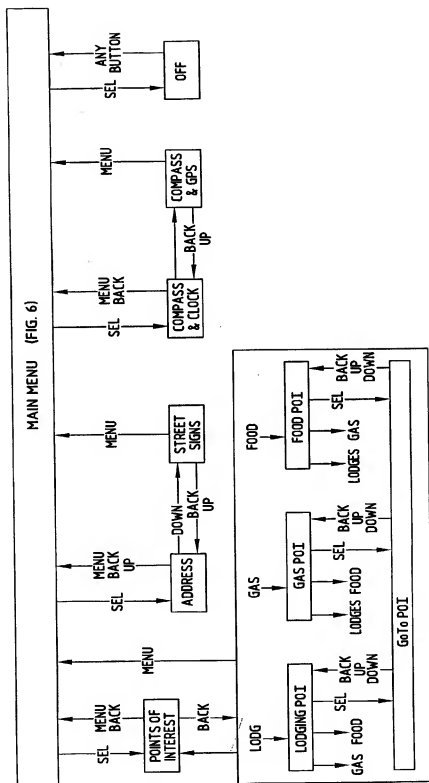 MAIN MENU (FIG. 6)
SEL
MENU
BACK
POINTS OF
INTEREST
BACK
MENU
SEL
MENU
BACK
UP
ADDRESS
DOWN
BACK
UP
STREET
SIGNS
MENU
SEL
MENU
BACK
COMPASS
& CLOCK
BACK
UP
COMPASS
& GPS
MENU
SEL
ANY
BUTTON
OFF
LODG
LODGING POI
GAS
FOOD
SEL
BACK
UP
DOWN
GAS
GAS POI
LODGES
FOOD
SEL
BACK
UP
DOWN
FOOD
FOOD POI
LODGES
GAS
SEL
BACK
UP
DOWN
GoTo POI